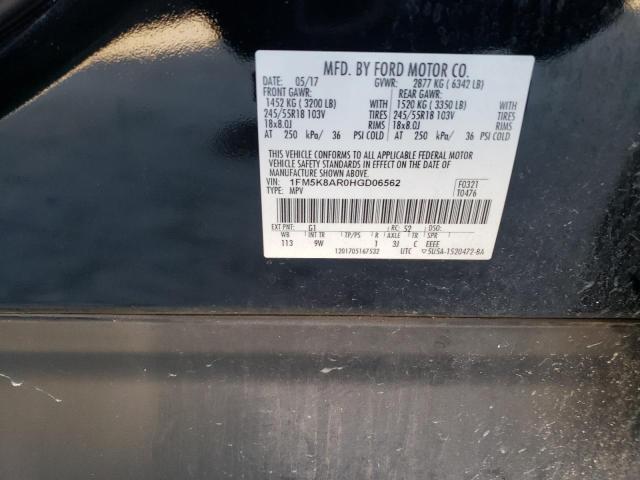 MFD. BY FORD MOTOR CO.
DATE: 05/17 GVWR: 2877 KG ( 6342 LB)
FRONT GAWR: REAR GAWR:
1452 KG ( 3200 LB) WITH 1520 KG ( 3350 LB) WITH
245/55R18 103V TIRES 245/55R18 103V TIRES
18x8.0J RIMS 18x8.0J RIMS
AT 250 kPa/ 36 PSI COLD AT 250 kPa/ 36 PSI COLD
THIS VEHICLE CONFORMS TO ALL APPLICABLE FEDERAL MOTOR
VEHICLE SAFETY STANDARDS IN EFFECT ON THE DATE OF
MANUFACTURE SHOWN ABOVE.
VIN: 1FM5K8AR0HGD06562 F0321
TYPE: MPV T0476
EXT PNT: G1 RC: 52 DSO:
WB INT TR TP/PS R AXLE TR SPR
113 9W 1 3J C EEEE
1201705167532 UTC ▽5U5A-1520472-BA